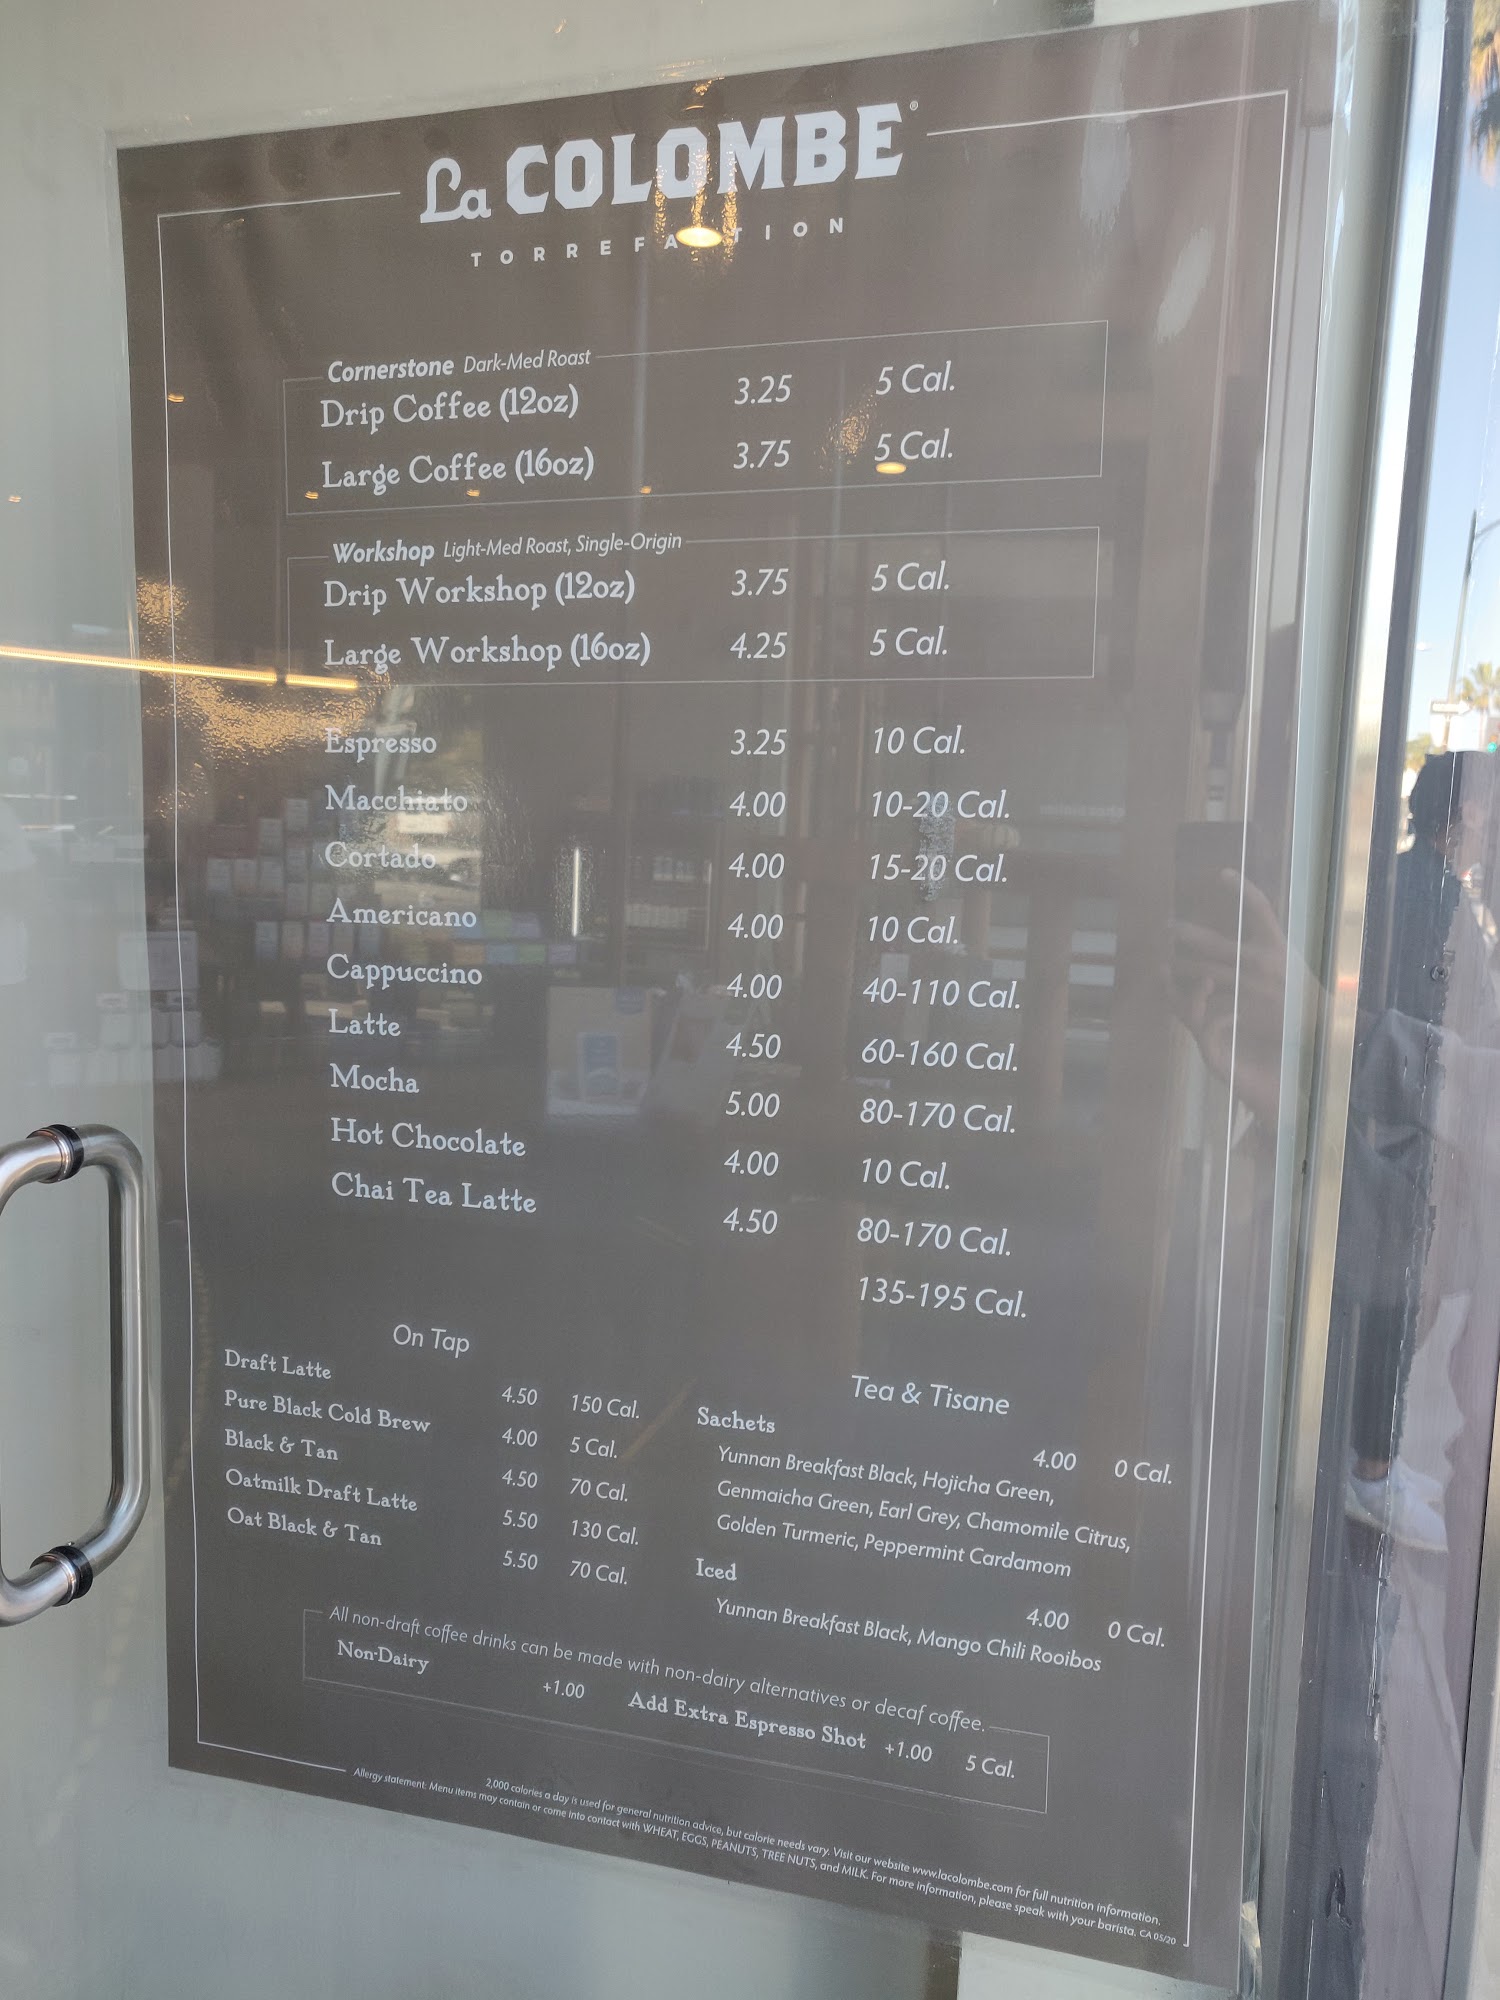 La COLOMBE®
TORREFACTION
Cornerstone Dark-Med Roast
Drip Coffee (12oz) 3.25 5 Cal.
Large Coffee (16oz) 3.75 5 Cal.
Workshop Light-Med Roast, Single-Origin
Drip Workshop (12oz) 3.75 5 Cal.
Large Workshop (16oz) 4.25 5 Cal.
Espresso 3.25 10 Cal.
Macchiato 4.00 10-20 Cal.
Cortado 4.00 15-20 Cal.
Americano 4.00 10 Cal.
Cappuccino 4.00 40-110 Cal.
Latte 4.50 60-160 Cal.
Mocha 5.00 80-170 Cal.
Hot Chocolate 4.00 10 Cal.
Chai Tea Latte 4.50 80-170 Cal.
135-195 Cal.
On Tap
Draft Latte 4.50 150 Cal.
Pure Black Cold Brew 4.00 5 Cal.
Black & Tan 4.50 70 Cal.
Oatmilk Draft Latte 5.50 130 Cal.
Oat Black & Tan 5.50 70 Cal.
Tea & Tisane
Sachets 4.00 0 Cal.
Yunnan Breakfast Black, Hojicha Green,
Genmaicha Green, Earl Grey, Chamomile Citrus,
Golden Turmeric, Peppermint Cardamom
Iced 4.00 0 Cal.
Yunnan Breakfast Black, Mango Chili Rooibos
All non-draft coffee drinks can be made with non-dairy alternatives or decaf coffee.
Non-Dairy +1.00 Add Extra Espresso Shot +1.00 5 Cal.
2,000 calories a day is used for general nutrition advice, but calorie needs vary. Visit our website www.lacolombe.com for full nutrition information.
Allergy statement: Menu items may contain or come into contact with WHEAT, EGGS, PEANUTS, TREE NUTS, and MILK. For more information, please speak with your barista. CA 05/20